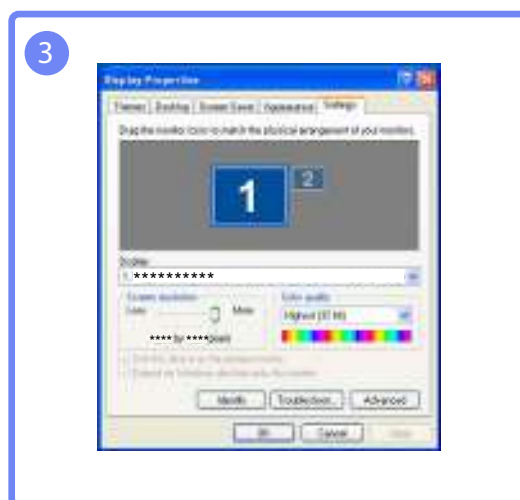 3
Display Properties
Themes Desktop Screen Saver Appearance Settings
Drag the monitor icons to match the physical arrangement of your monitors.
1 2
Display:
1. **********
Screen resolution Color quality
Less More Highest (32 bit)
**** by **** pixels
Identify Troubleshoot... Advanced
OK Cancel Apply